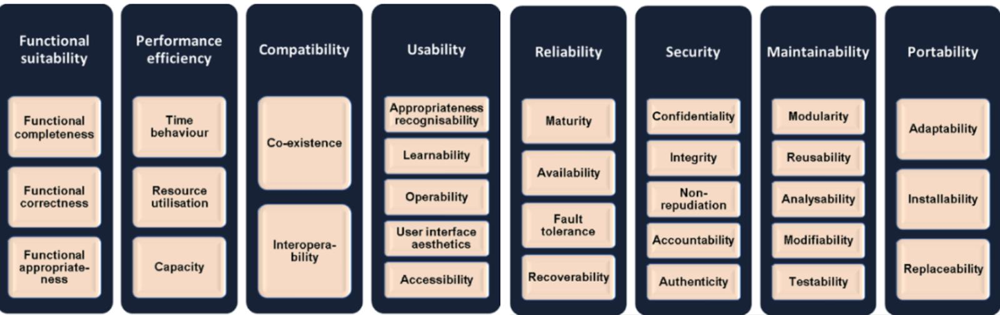 Functional
suitability
Functional
completeness
Functional
correctness
Functional
appropriate-
ness
Performance
efficiency
Time
behaviour
Resource
utilisation
Capacity
Compatibility
Co-existence
Interopera-
bility
Usability
Appropriateness
recognisability
Learnability
Operability
User interface
aesthetics
Accessibility
Reliability
Maturity
Availability
Fault
tolerance
Recoverability
Security
Confidentiality
Integrity
Non-
repudiation
Accountability
Authenticity
Maintainability
Modularity
Reusability
Analysability
Modifiability
Testability
Portability
Adaptability
Installability
Replaceability